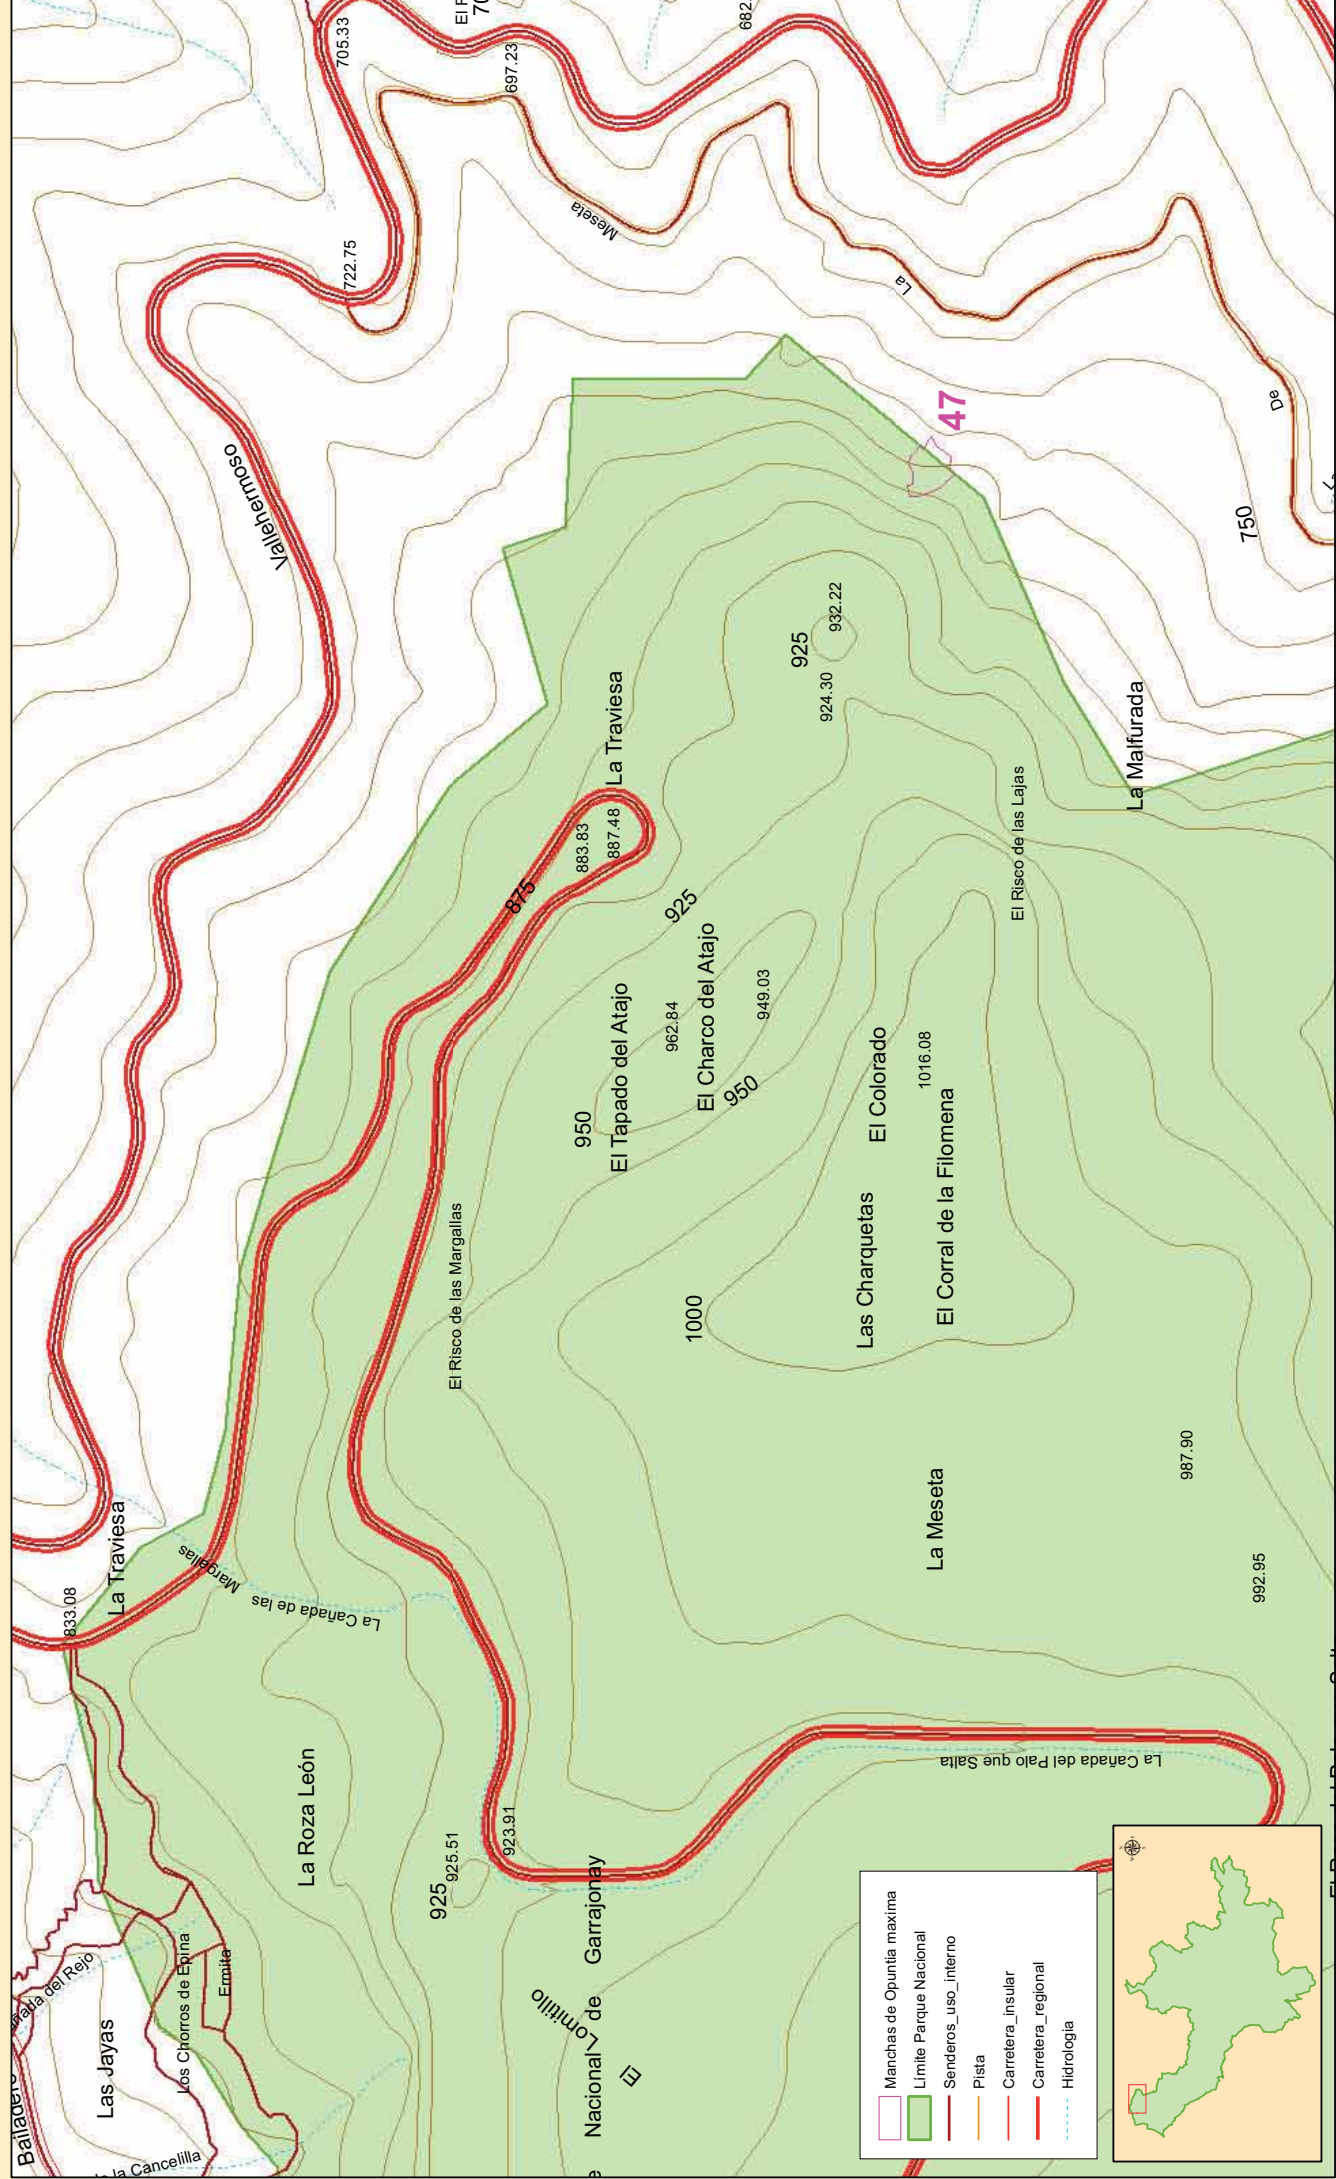 Bailadero
Las Jayas
la Cancelilla
ñada del Rejo
Los Chorros de Epina
Ermita
833.08
La Traviesa
La Roza León
925
925.51
923.91
La Cañada de las
Margallas
El
Lomitillo
Nacional de Garrajonay
El Risco de las Margallas
Vallehermoso
722.75
705.33
697.23
682.
Meseta
La
De
750
47
875
883.83
887.48
La Traviesa
925
950
El Tapado del Atajo
962.84
El Charco del Atajo
950
949.03
925
932.22
924.30
El Risco de las Lajas
La Malfurada
1000
El Colorado
1016.08
Las Charquetas
El Corral de la Filomena
La Meseta
987.90
992.95
La Cañada del Palo que Salta
Manchas de Opuntia maxima
Límite Parque Nacional
Senderos_uso_interno
Pista
Carretera_insular
Carretera_regional
Hidrología